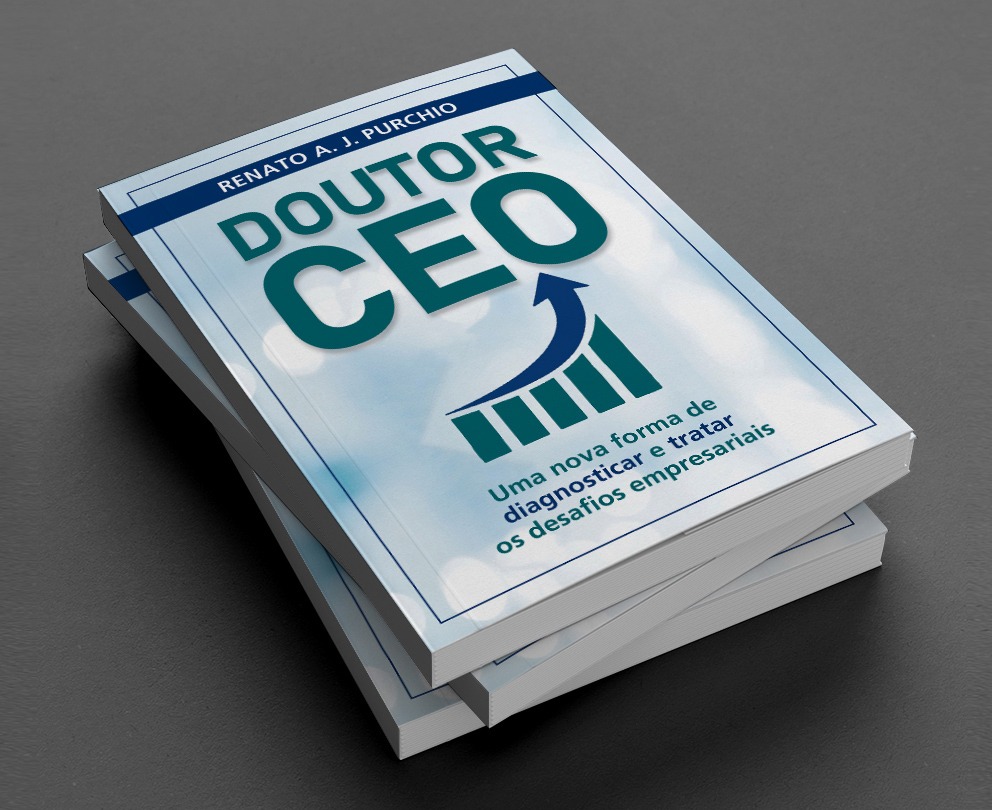 RENATO A. J. PURCHIO
DOUTOR
CEO
Uma nova forma de
diagnosticar e tratar
os desafios empresariais